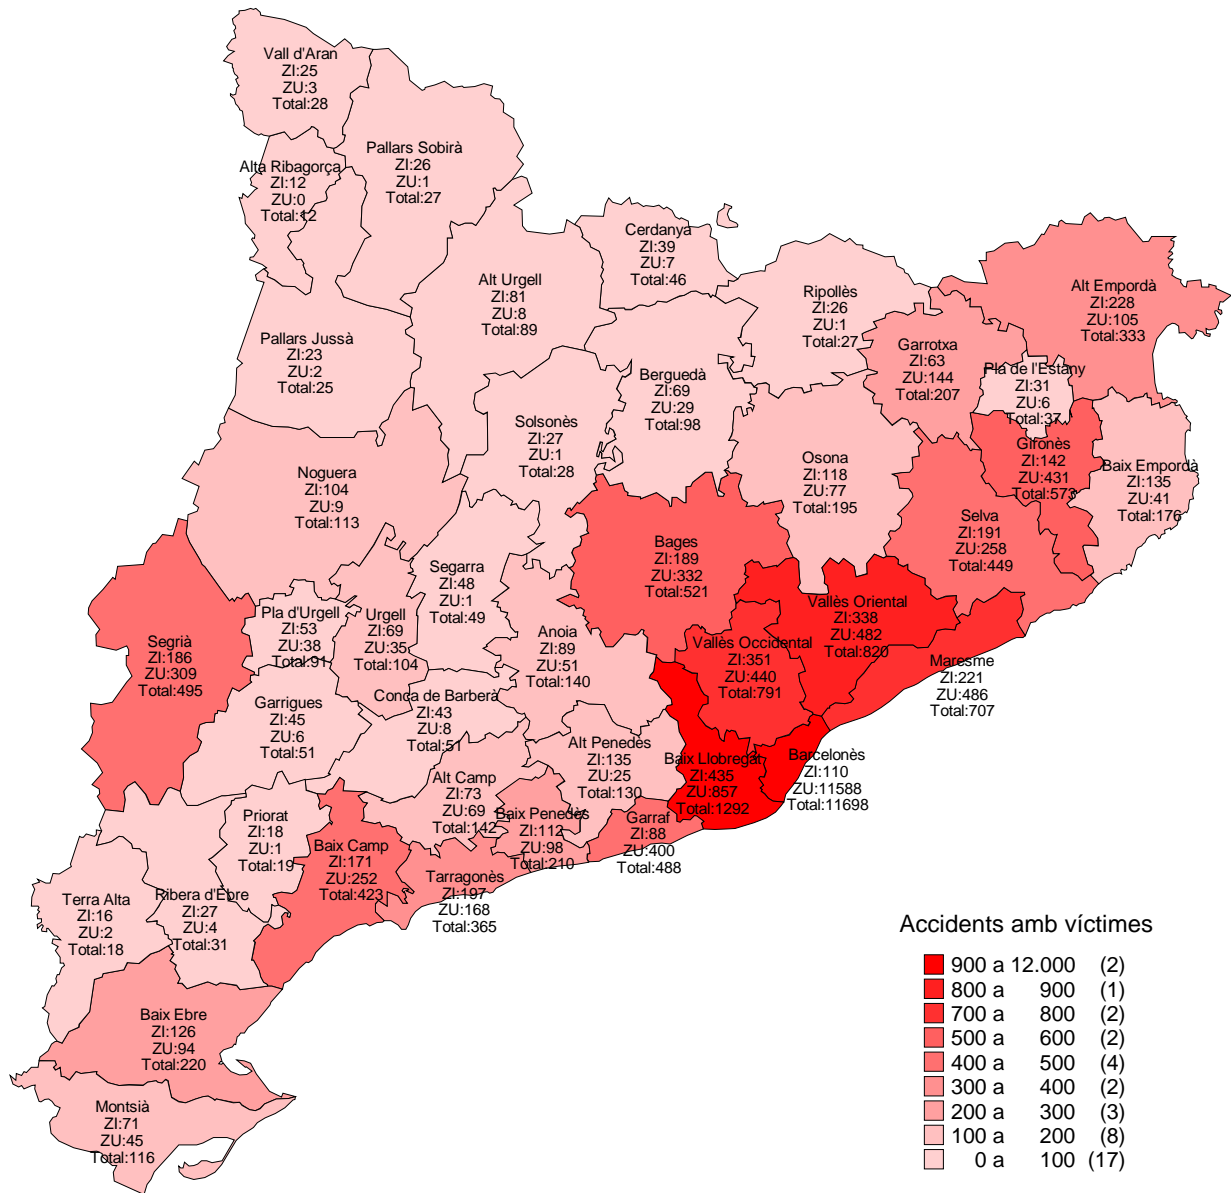 Vall d'Aran
ZI:25
ZU:3
Total:28
Pallars Sobirà
ZI:26
ZU:1
Total:27
Alta Ribagorça
ZI:12
ZU:0
Total:12
Cerdanya
ZI:39
ZU:7
Total:46
Alt Urgell
ZI:81
ZU:8
Total:89
Ripollès
ZI:26
ZU:1
Total:27
Alt Empordà
ZI:228
ZU:105
Total:333
Pallars Jussà
ZI:23
ZU:2
Total:25
Garrotxa
ZI:63
ZU:144
Total:207
Pla de l'Estany
ZI:31
ZU:6
Total:37
Berguedà
ZI:69
ZU:29
Total:98
Solsonès
ZI:27
ZU:1
Total:28
Gironès
ZI:142
ZU:431
Total:573
Osona
ZI:118
ZU:77
Total:195
Baix Empordà
ZI:135
ZU:41
Total:176
Noguera
ZI:104
ZU:9
Total:113
Selva
ZI:191
ZU:258
Total:449
Bages
ZI:189
ZU:332
Total:521
Segarra
ZI:48
ZU:1
Total:49
Vallès Oriental
ZI:338
ZU:482
Total:820
Pla d'Urgell
ZI:53
ZU:38
Total:91
Urgell
ZI:69
ZU:35
Total:104
Anoia
ZI:89
ZU:51
Total:140
Segrià
ZI:186
ZU:309
Total:495
Vallès Occidental
ZI:351
ZU:440
Total:791
Maresme
ZI:221
ZU:486
Total:707
Garrigues
ZI:45
ZU:6
Total:51
Conca de Barberà
ZI:43
ZU:8
Total:51
Alt Penedès
ZI:135
ZU:25
Total:130
Baix Llobregat
ZI:435
ZU:857
Total:1292
Barcelonès
ZI:110
ZU:11588
Total:11698
Alt Camp
ZI:73
ZU:69
Total:142
Priorat
ZI:18
ZU:1
Total:19
Baix Penedès
ZI:112
ZU:98
Total:210
Garraf
ZI:88
ZU:400
Total:488
Baix Camp
ZI:171
ZU:252
Total:423
Tarragonès
ZI:197
ZU:168
Total:365
Terra Alta
ZI:16
ZU:2
Total:18
Ribera d'Ebre
ZI:27
ZU:4
Total:31
Baix Ebre
ZI:126
ZU:94
Total:220
Montsià
ZI:71
ZU:45
Total:116
Accidents amb víctimes
900 a 12.000 (2)
800 a 900 (1)
700 a 800 (2)
500 a 600 (2)
400 a 500 (4)
300 a 400 (2)
200 a 300 (3)
100 a 200 (8)
0 a 100 (17)